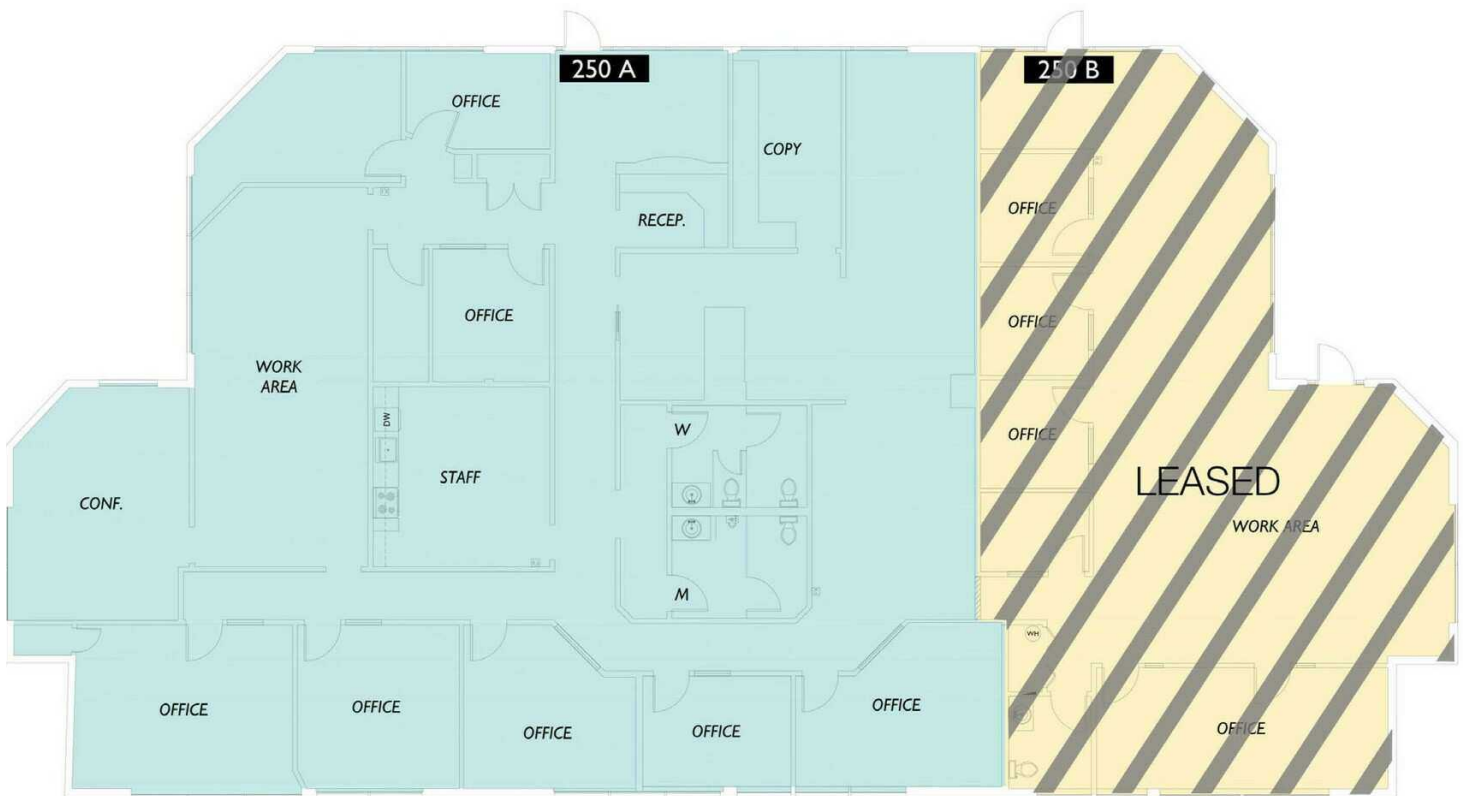 250 A
250 B
OFFICE
COPY
RECEP.
OFFICE
OFFICE
OFFICE
WORK
AREA
OFFICE
DW
W
STAFF
CONF.
LEASED
WORK AREA
M
WH
OFFICE
OFFICE
OFFICE
OFFICE
OFFICE
OFFICE